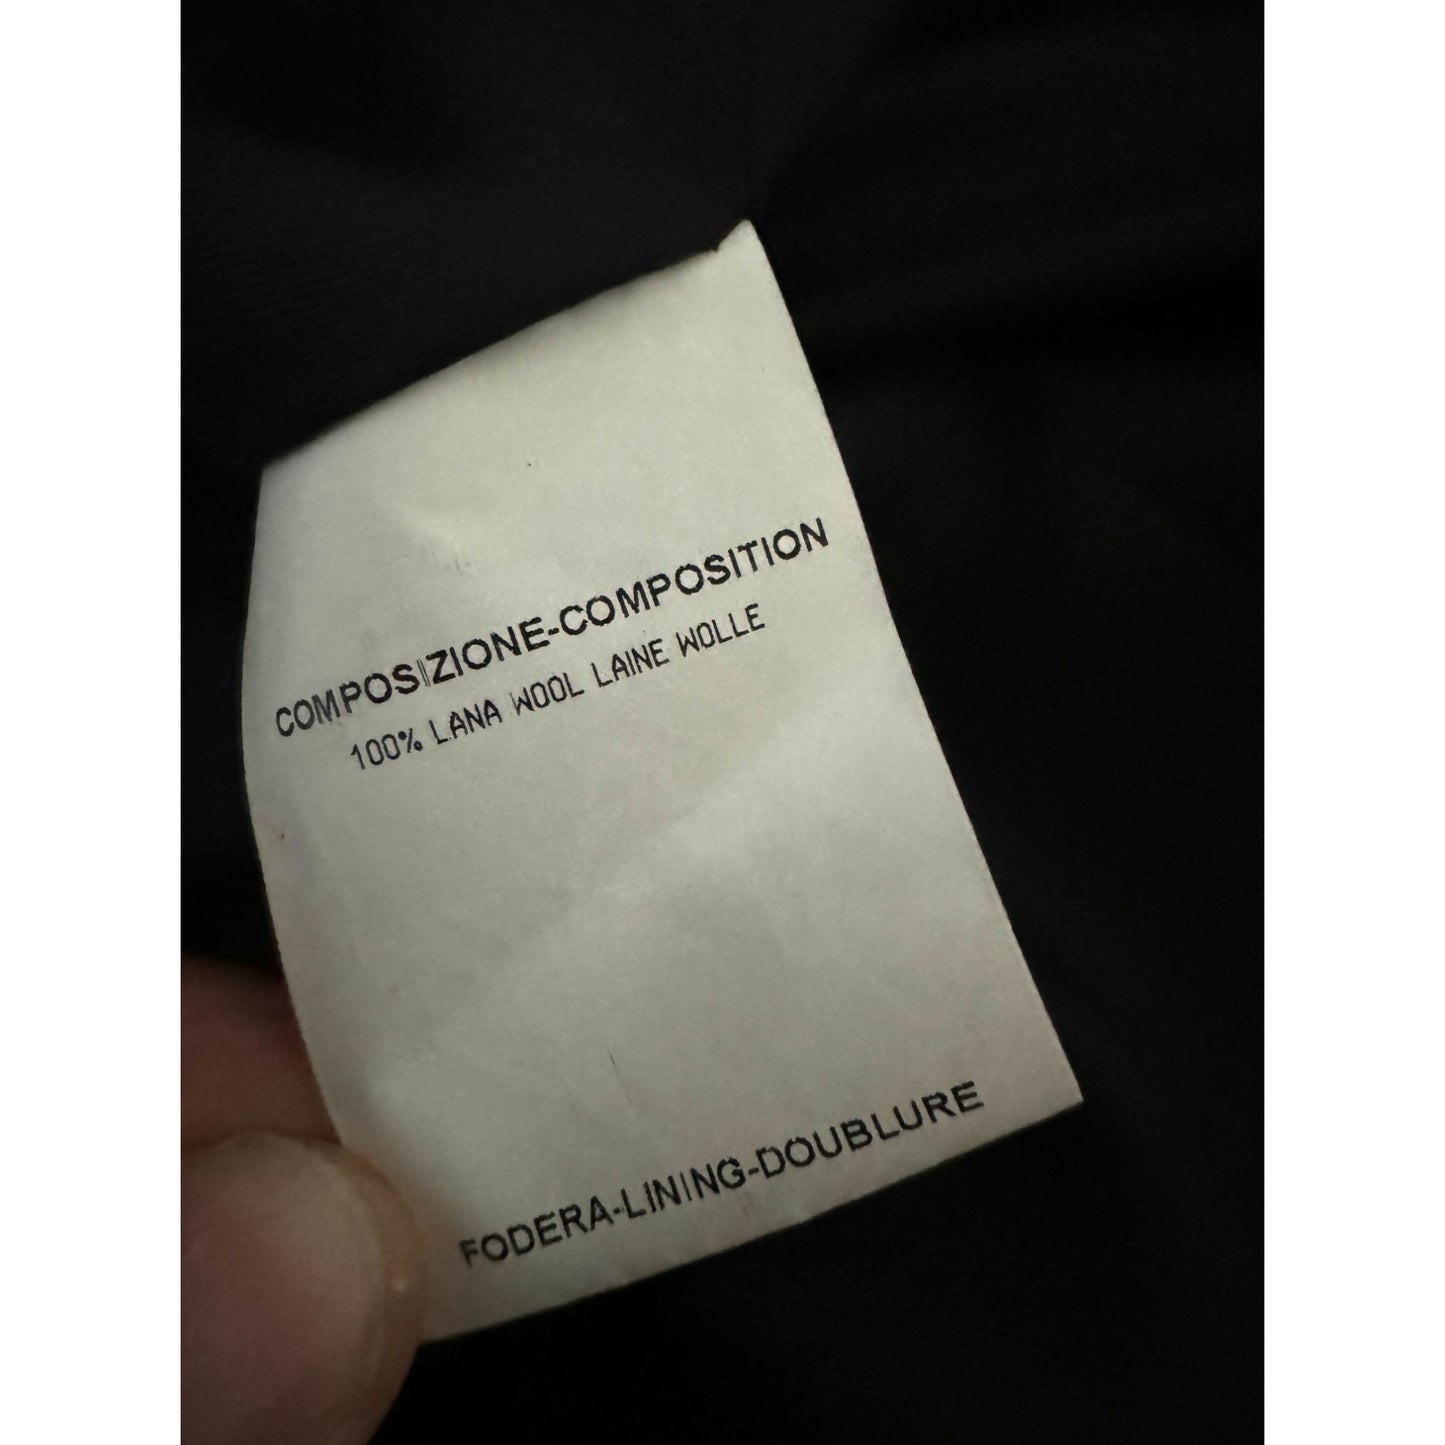 COMPOSIZIONE-COMPOSITION
100% LANA WOOL LAINE WOLLE
FODERA-LINING-DOUBLURE